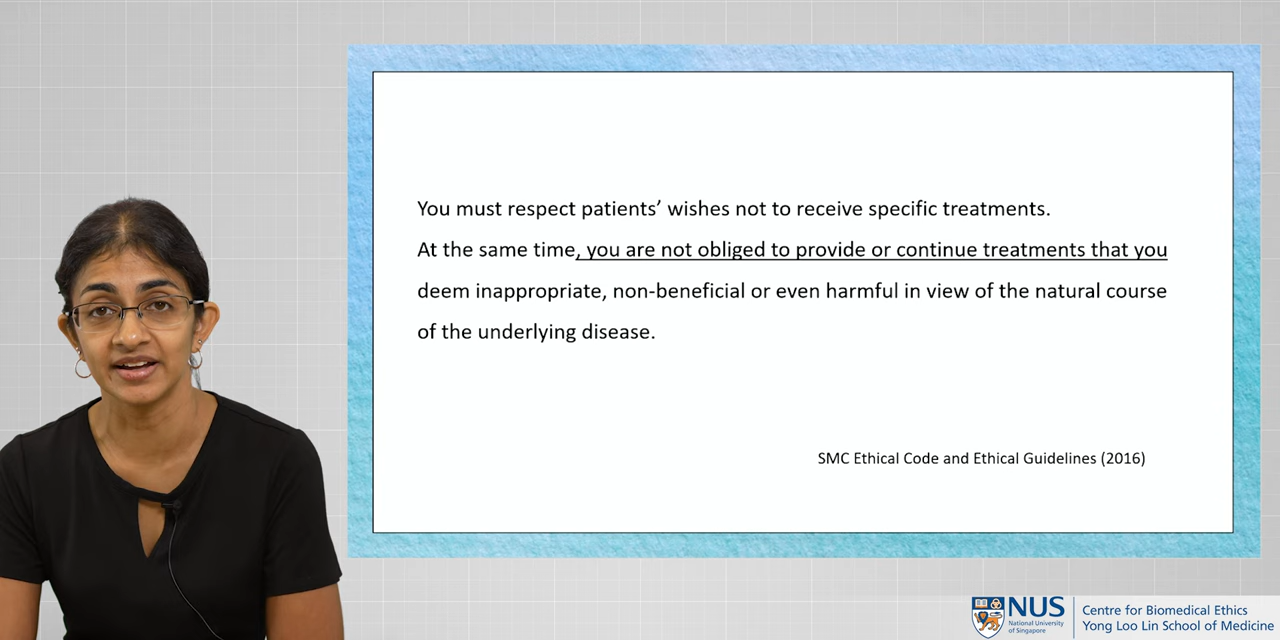 You must respect patients’ wishes not to receive specific treatments.
At the same time, you are not obliged to provide or continue treatments that you
deem inappropriate, non-beneficial or even harmful in view of the natural course
of the underlying disease.
SMC Ethical Code and Ethical Guidelines (2016)
NUS
National University
of Singapore
Centre for Biomedical Ethics
Yong Loo Lin School of Medicine